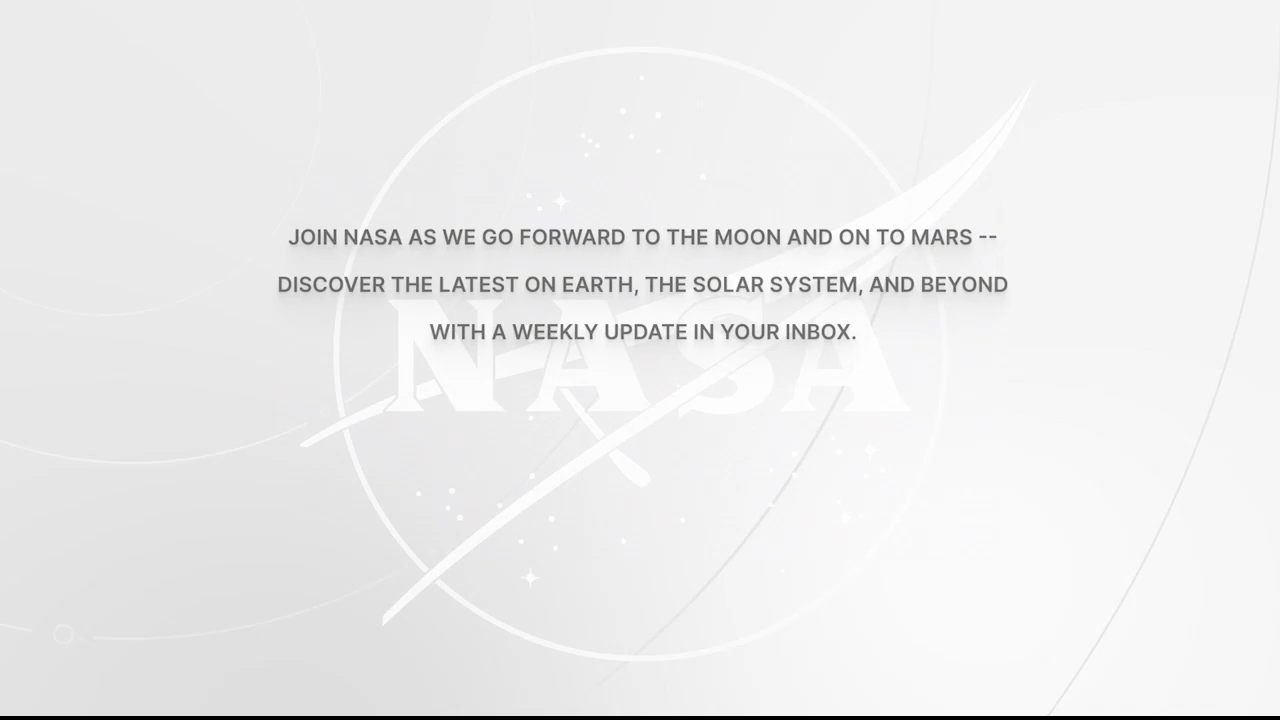 JOIN NASA AS WE GO FORWARD TO THE MOON AND ON TO MARS --
DISCOVER THE LATEST ON EARTH, THE SOLAR SYSTEM, AND BEYOND
WITH A WEEKLY UPDATE IN YOUR INBOX.
NASA